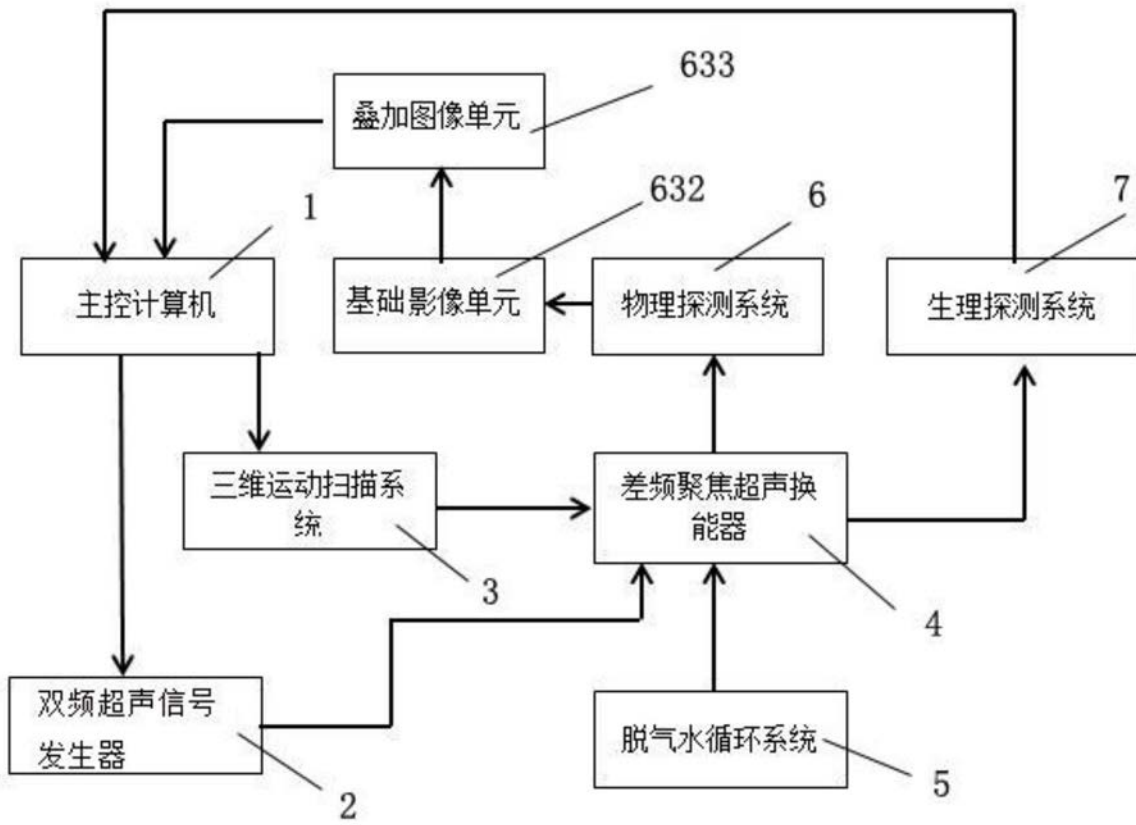 633
叠加图像单元
632
6
7
1
主控计算机
基础影像单元
物理探测系统
生理探测系统
三维运动扫描系
统
差频聚焦超声换
能器
3
4
双频超声信号
发生器
脱气水循环系统
2
5